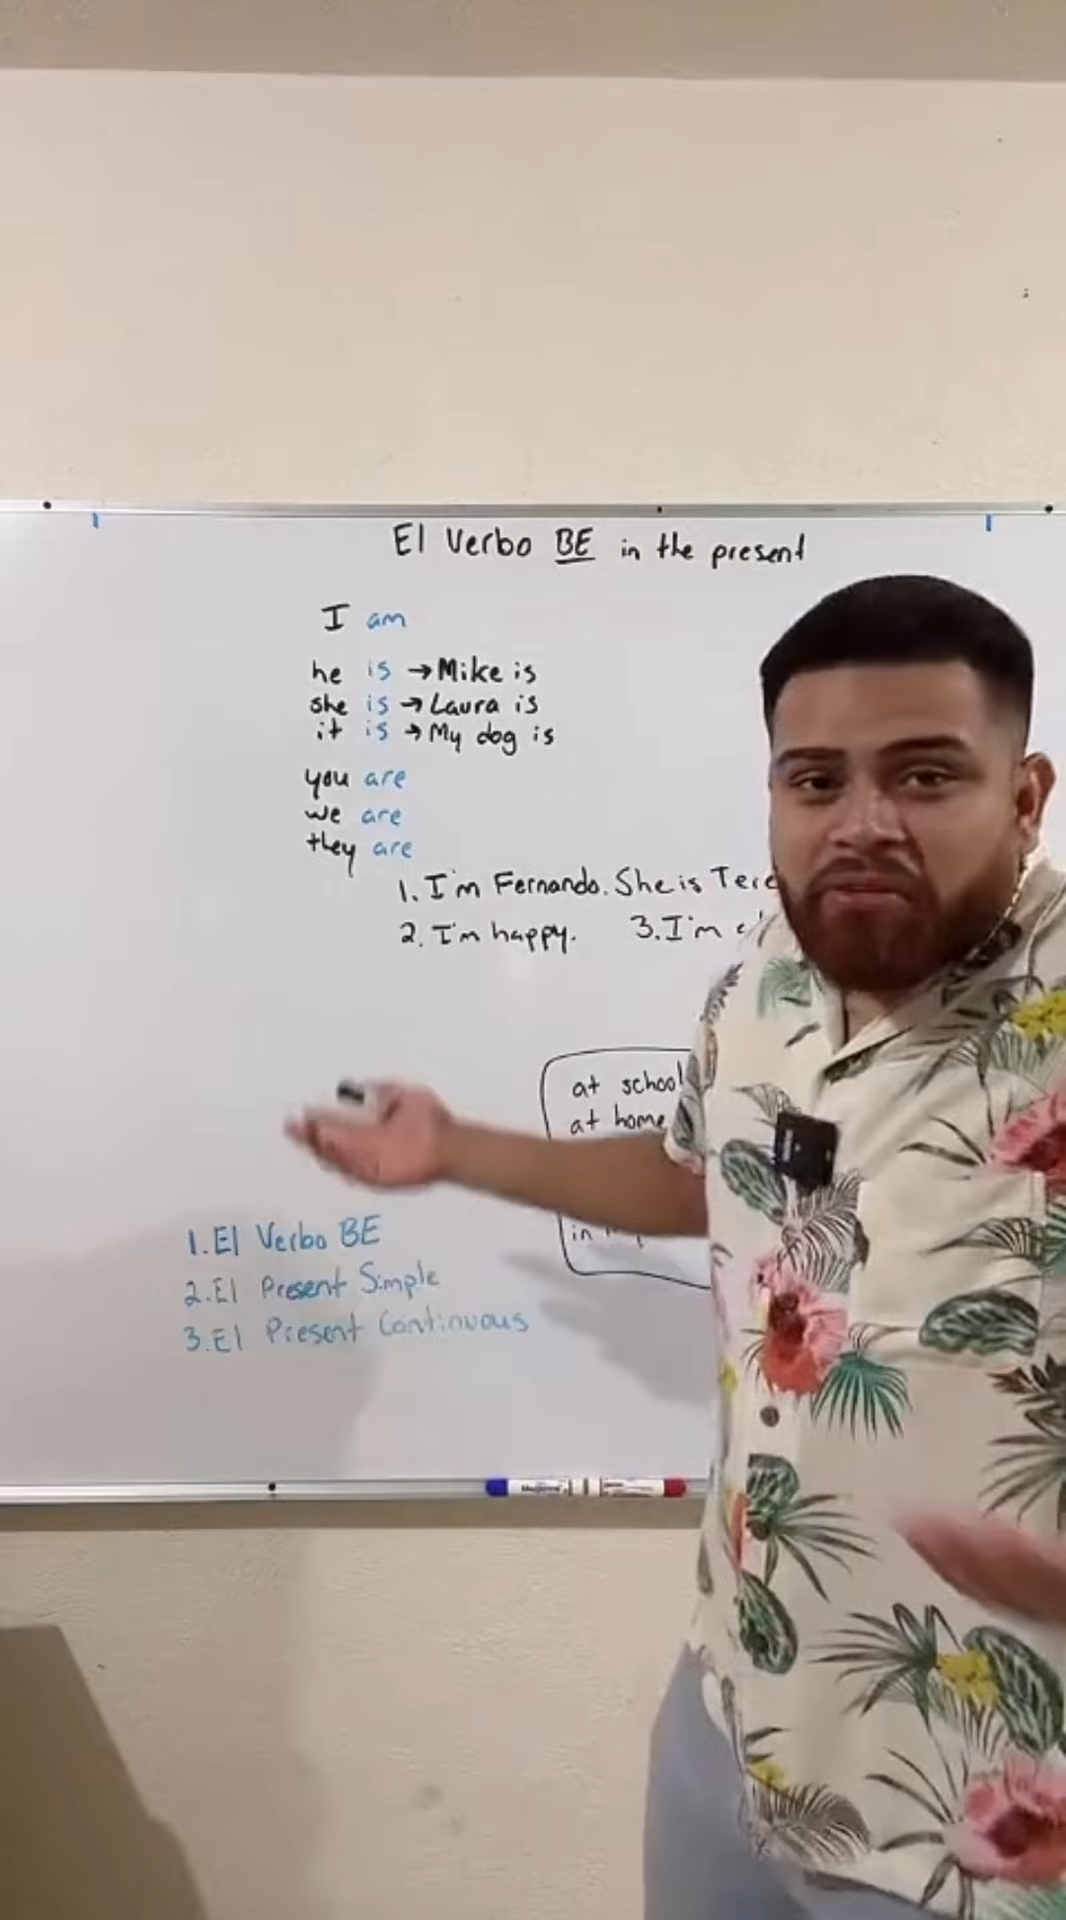 El Verbo BE in the present
I am
he is → Mike is
she is → Laura is
it is → My dog is
you are
we are
they are
1. I'm Fernando. She is
2. I'm happy. 3. I'm
at school
at home
in
1. El Verbo BE
2. El Present Simple
3. El Present Continuous